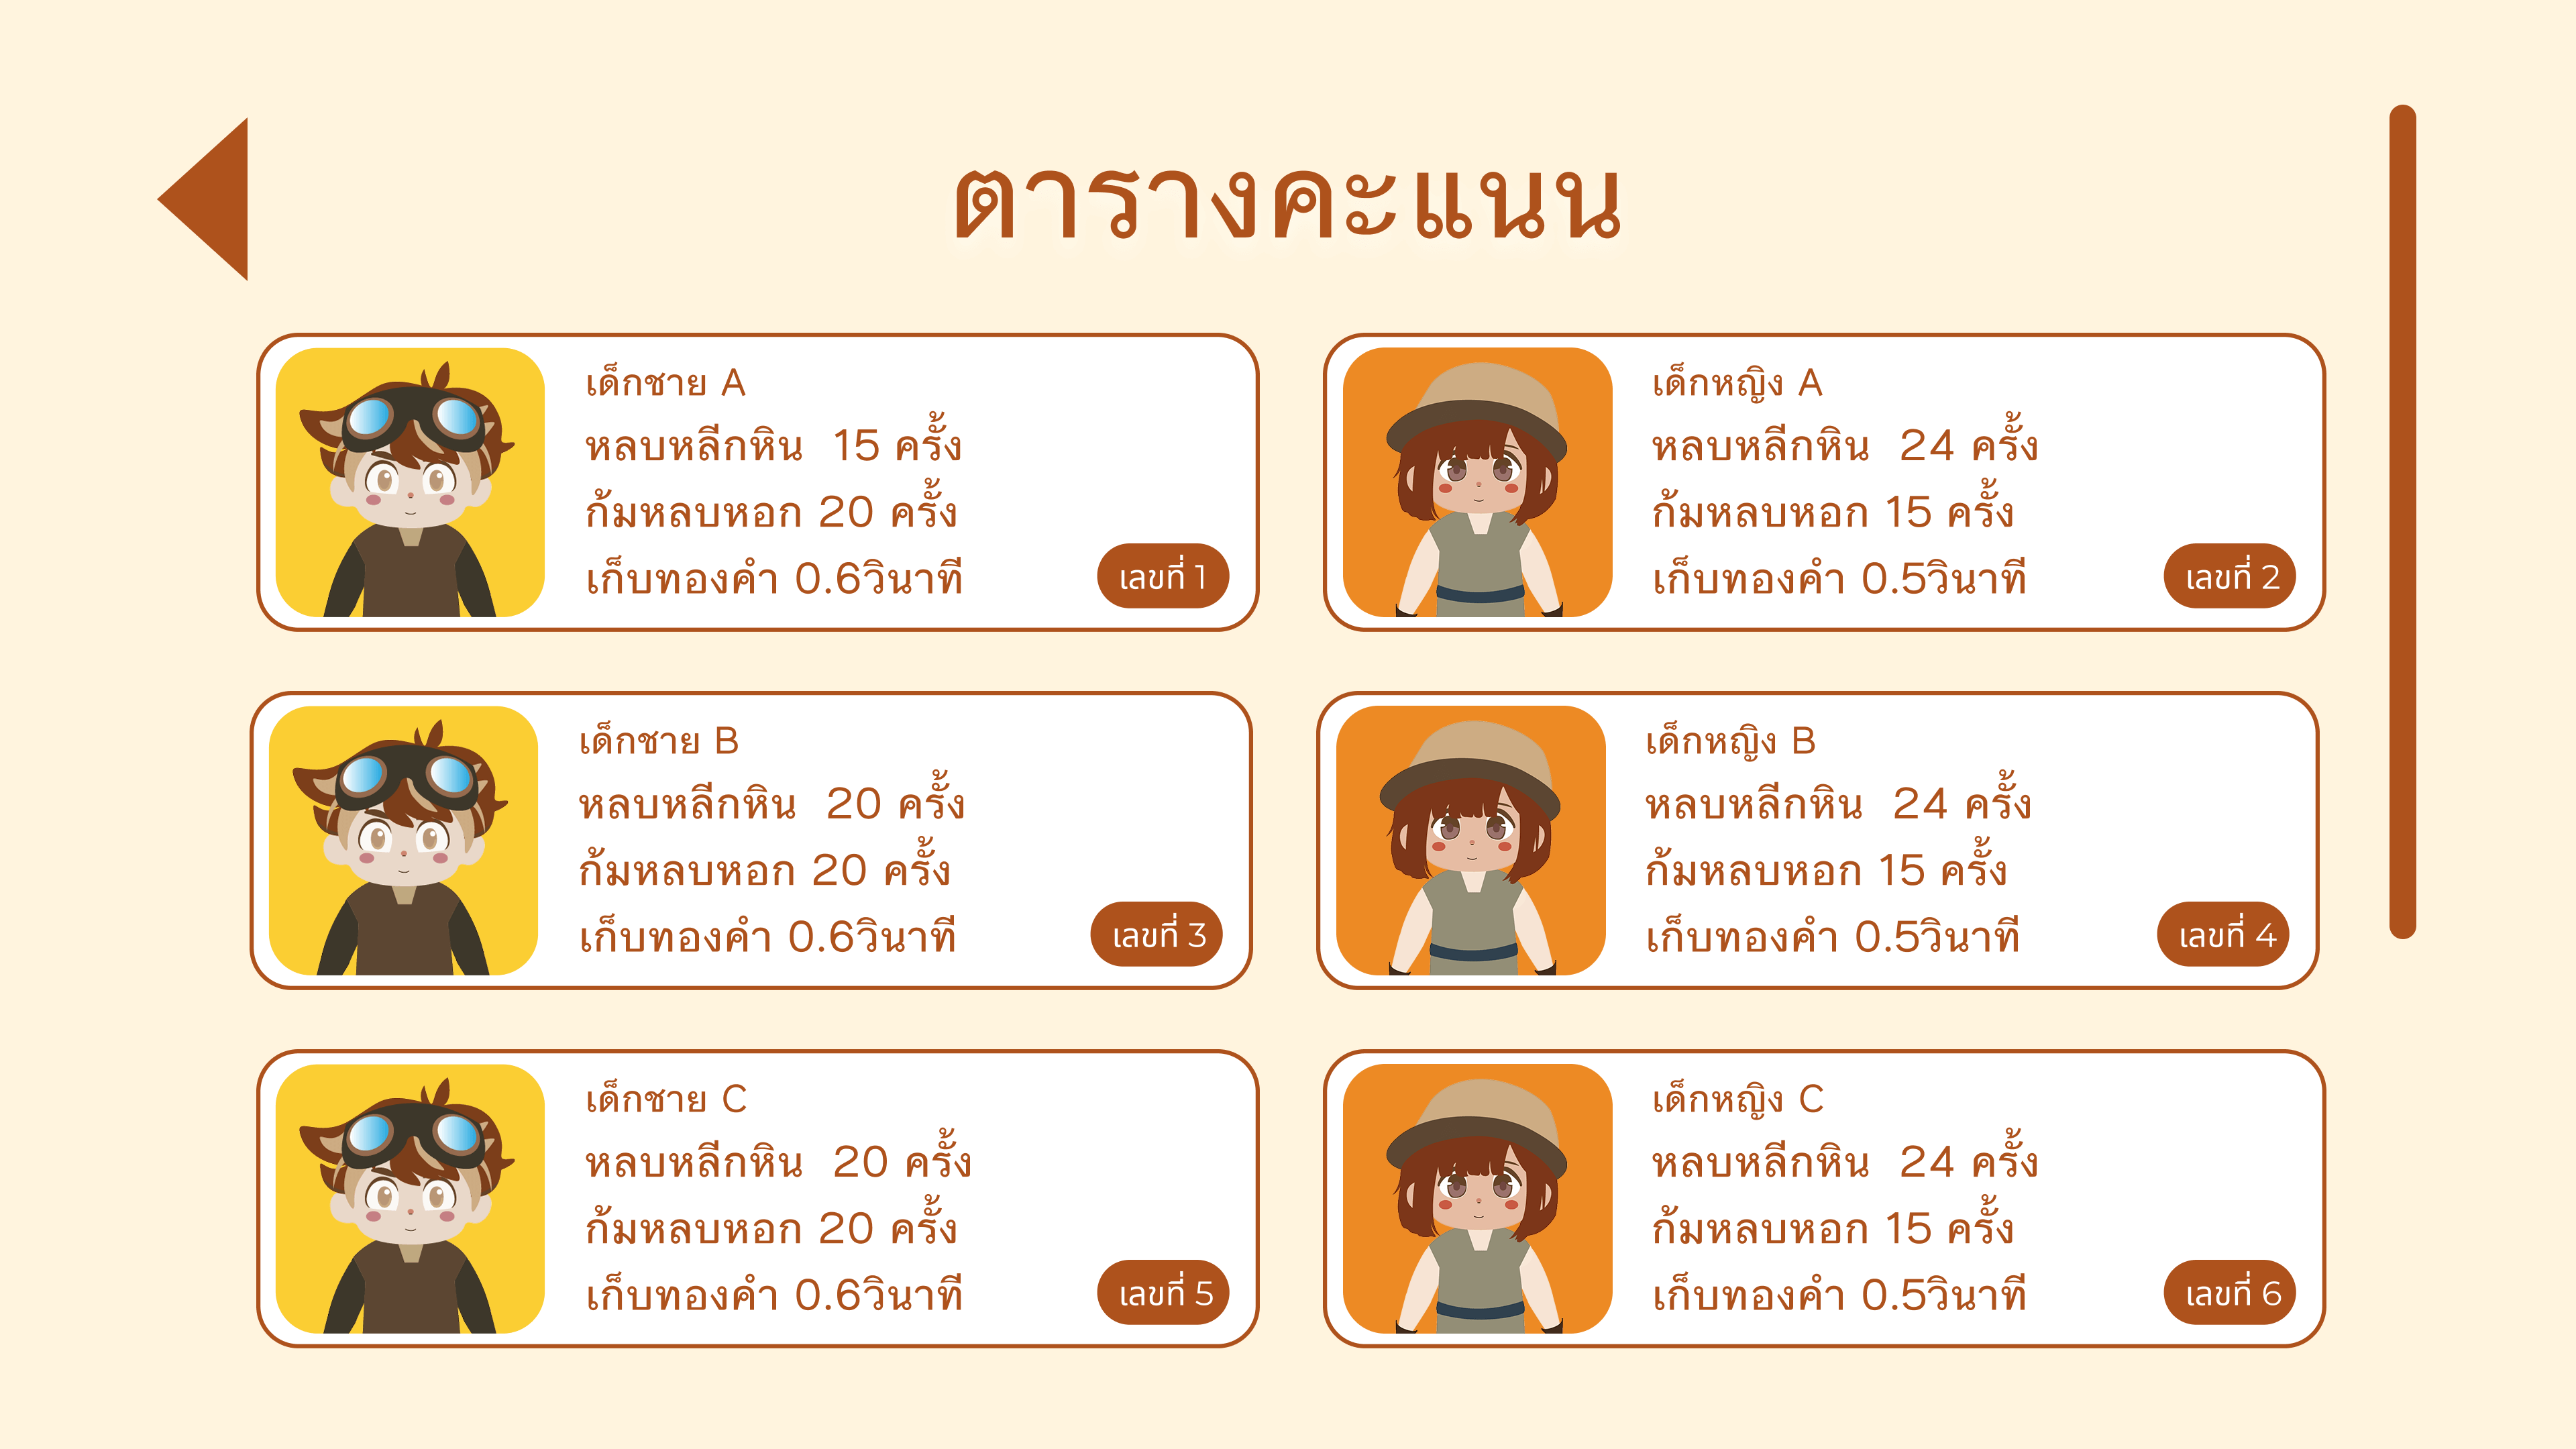 ตารางคะแนน
เด็กชาย A
หลบหลีกหิน 15 ครั้ง
ก้มหลบหอก 20 ครั้ง
เก็บทองคำ 0.6วินาที
เลขที่ 1
เด็กหญิง A
หลบหลีกหิน 24 ครั้ง
ก้มหลบหอก 15 ครั้ง
เก็บทองคำ 0.5วินาที
เลขที่ 2
เด็กชาย B
หลบหลีกหิน 20 ครั้ง
ก้มหลบหอก 20 ครั้ง
เก็บทองคำ 0.6วินาที
เลขที่ 3
เด็กหญิง B
หลบหลีกหิน 24 ครั้ง
ก้มหลบหอก 15 ครั้ง
เก็บทองคำ 0.5วินาที
เลขที่ 4
เด็กชาย C
หลบหลีกหิน 20 ครั้ง
ก้มหลบหอก 20 ครั้ง
เก็บทองคำ 0.6วินาที
เลขที่ 5
เด็กหญิง C
หลบหลีกหิน 24 ครั้ง
ก้มหลบหอก 15 ครั้ง
เก็บทองคำ 0.5วินาที
เลขที่ 6